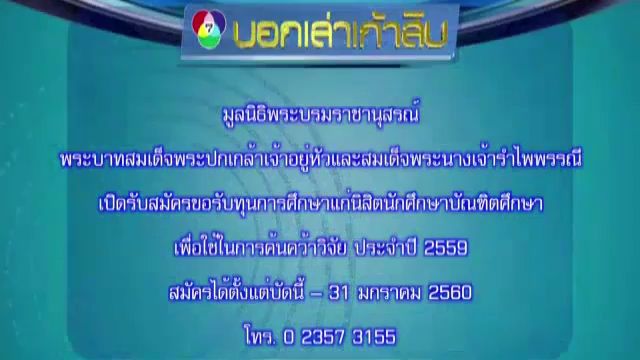 7 บอกเล่าเก้าสิบ
มูลนิธิพระบรมราชานุสรณ์
พระบาทสมเด็จพระปกเกล้าเจ้าอยู่หัวและสมเด็จพระนางเจ้ารำไพพรรณี
เปิดรับสมัครขอรับทุนการศึกษาแก่นิสิตนักศึกษาบัณฑิตศึกษา
เพื่อใช้ในการค้นคว้าวิจัย ประจำปี 2559
สมัครได้ตั้งแต่บัดนี้ – 31 มกราคม 2560
โทร. 0 2357 3155